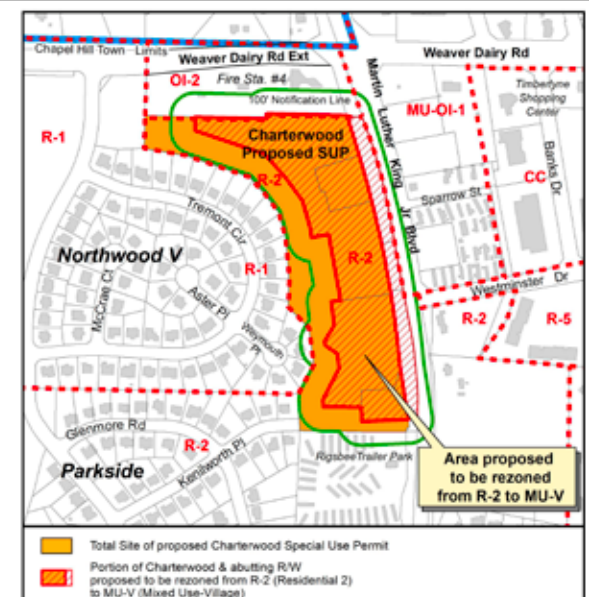 Chapel Hill Town Limits
Weaver Dairy Rd Ext
Weaver Dairy Rd
OI-2
Fire Sta. #4
100' Notification Line
Martin Luther King Jr Blvd
MU-OI-1
Timberlyne
Shopping
Center
R-1
Charterwood
Proposed SUP
R-2
Banks Dr
CC
Sparrow St
Tremont Cir
Northwood V
R-1
R-2
McCrae Ct
Aster Pl
Weymouth Pl
Westminster Dr
R-2
R-5
Glenmore Rd
R-2
Kenilworth Pl
Parkside
Rigsbee Trailer Park
Area proposed
to be rezoned
from R-2 to MU-V
Total Site of proposed Charterwood Special Use Permit
Portion of Charterwood & abutting R/W
proposed to be rezoned from R-2 (Residential 2)
to MU-V (Mixed Use-Village)